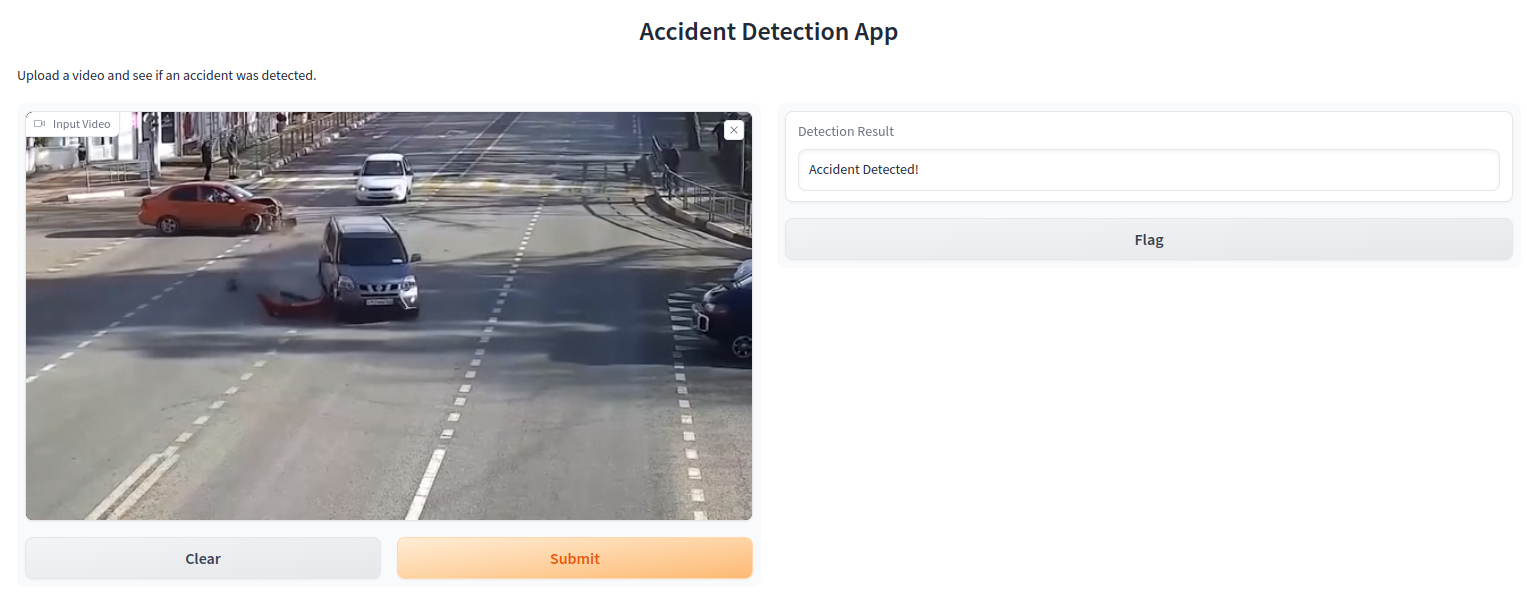 Accident Detection App
Upload a video and see if an accident was detected.
Input Video
Detection Result
Accident Detected!
Flag
Clear
Submit